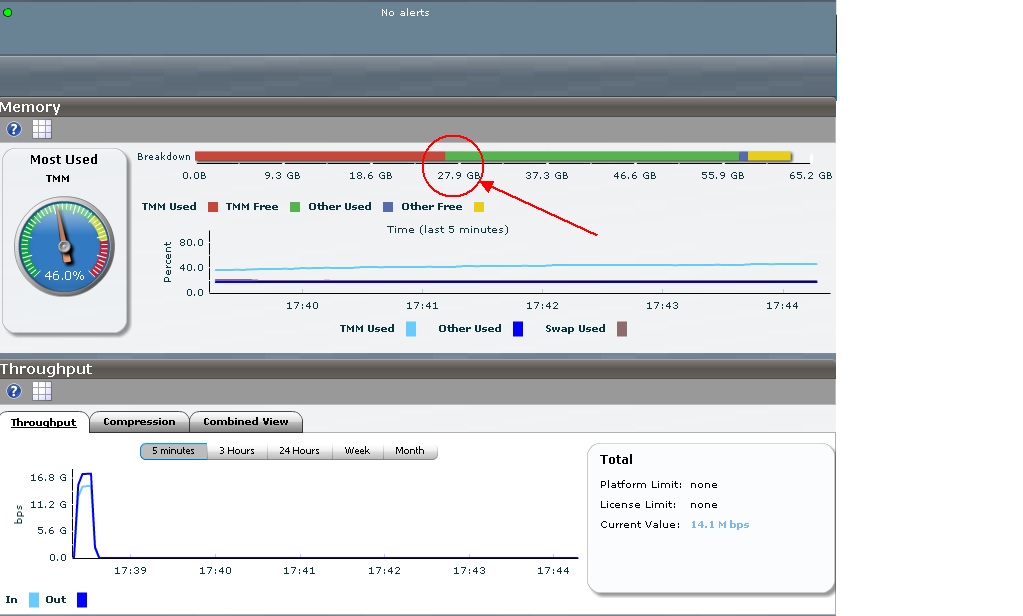 No alerts
Memory
?
Most Used
TMM
46.0%
Breakdown
0.0B 9.3 GB 18.6 GB 27.9 GB 37.3 GB 46.6 GB 55.9 GB 65.2 GB
TMM Used TMM Free Other Used Other Free
Time (last 5 minutes)
Percent
80.0
40.0
0.0
17:40 17:41 17:42 17:43 17:44
TMM Used Other Used Swap Used
Throughput
?
Throughput Compression Combined View
5 minutes 3 Hours 24 Hours Week Month
bps
16.8 G
11.2 G
5.6 G
0.0
17:39 17:40 17:41 17:42 17:43 17:44
In Out
Total
Platform Limit: none
License Limit: none
Current Value: 14.1 M bps